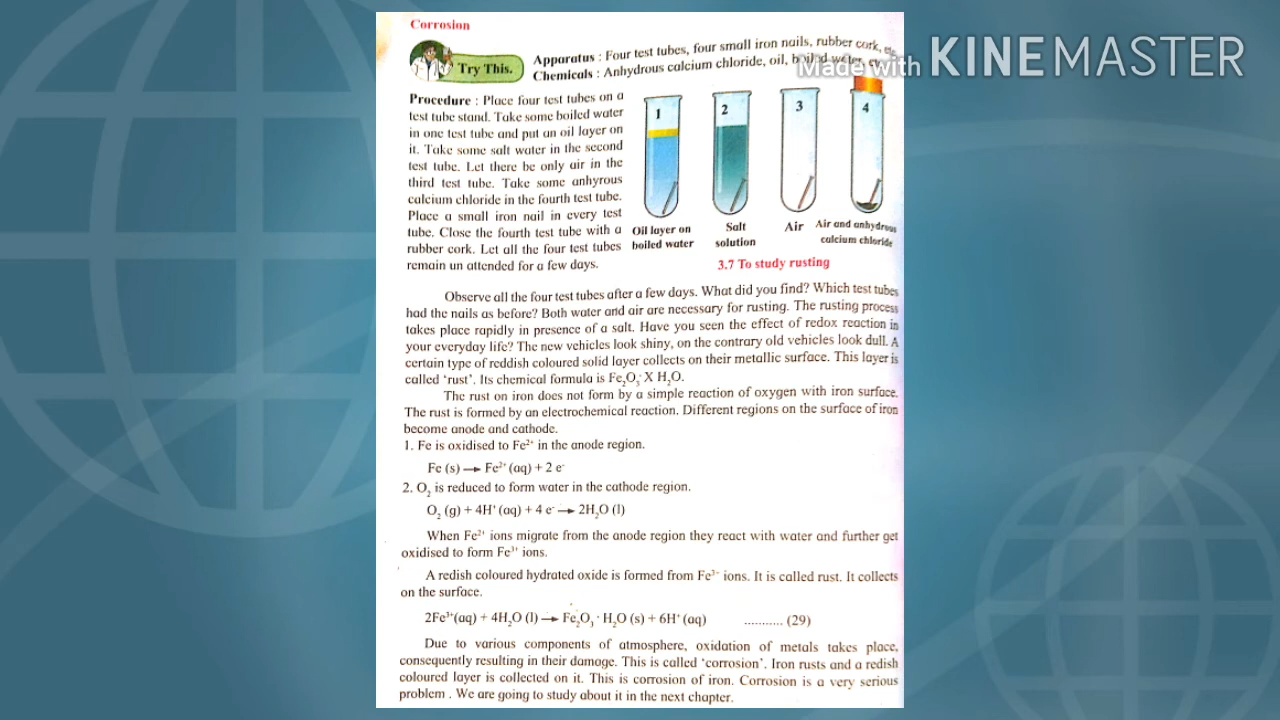 Corrosion
Made with KINEMASTER
Try This.
Apparatus : Four test tubes, four small iron nails, rubber cork, etc.
Chemicals : Anhydrous calcium chloride, oil, boiled water,
Procedure : Place four test tubes on a
test tube stand. Take some boiled water
in one test tube and put an oil layer on
it. Take some salt water in the second
test tube. Let there be only air in the
third test tube. Take some anhyrous
calcium chloride in the fourth test tube.
Place a small iron nail in every test
tube. Close the fourth test tube with a
rubber cork. Let all the four test tubes
remain un attended for a few days.
1
2
3
4
Oil layer on
boiled water
Salt
solution
Air
Air and anhydrous
calcium chloride
3.7 To study rusting
Observe all the four test tubes after a few days. What did you find? Which test tubes
had the nails as before? Both water and air are necessary for rusting. The rusting process
takes place rapidly in presence of a salt. Have you seen the effect of redox reaction in
your everyday life? The new vehicles look shiny, on the contrary old vehicles look dull. A
certain type of reddish coloured solid layer collects on their metallic surface. This layer is
called ‘rust’. Its chemical formula is Fe₂O₃· X H₂O.
The rust on iron does not form by a simple reaction of oxygen with iron surface.
The rust is formed by an electrochemical reaction. Different regions on the surface of iron
become anode and cathode.
1. Fe is oxidised to Fe²⁺ in the anode region.
Fe (s) → Fe²⁺ (aq) + 2 e⁻
2. O₂ is reduced to form water in the cathode region.
O₂ (g) + 4H⁺ (aq) + 4 e⁻ → 2H₂O (l)
When Fe²⁺ ions migrate from the anode region they react with water and further get
oxidised to form Fe³⁺ ions.
A redish coloured hydrated oxide is formed from Fe³⁺ ions. It is called rust. It collects
on the surface.
2Fe³⁺(aq) + 4H₂O (l) → Fe₂O₃ · H₂O (s) + 6H⁺ (aq) ........... (29)
Due to various components of atmosphere, oxidation of metals takes place,
consequently resulting in their damage. This is called ‘corrosion’. Iron rusts and a redish
coloured layer is collected on it. This is corrosion of iron. Corrosion is a very serious
problem . We are going to study about it in the next chapter.